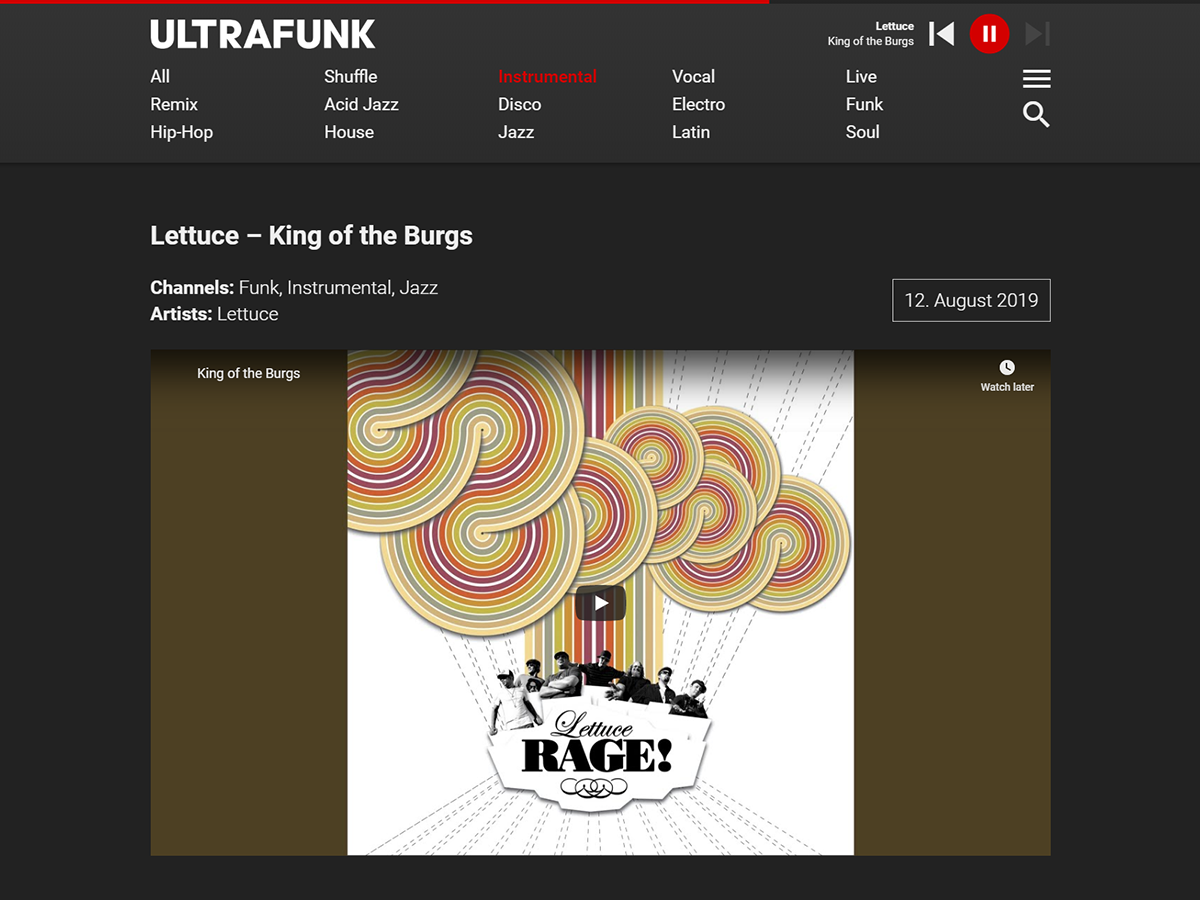 ULTRAFUNK
Lettuce
King of the Burgs
All Shuffle Instrumental Vocal Live
Remix Acid Jazz Disco Electro Funk
Hip-Hop House Jazz Latin Soul
Lettuce – King of the Burgs
Channels: Funk, Instrumental, Jazz
Artists: Lettuce
12. August 2019
King of the Burgs
Watch later
Lettuce
RAGE!